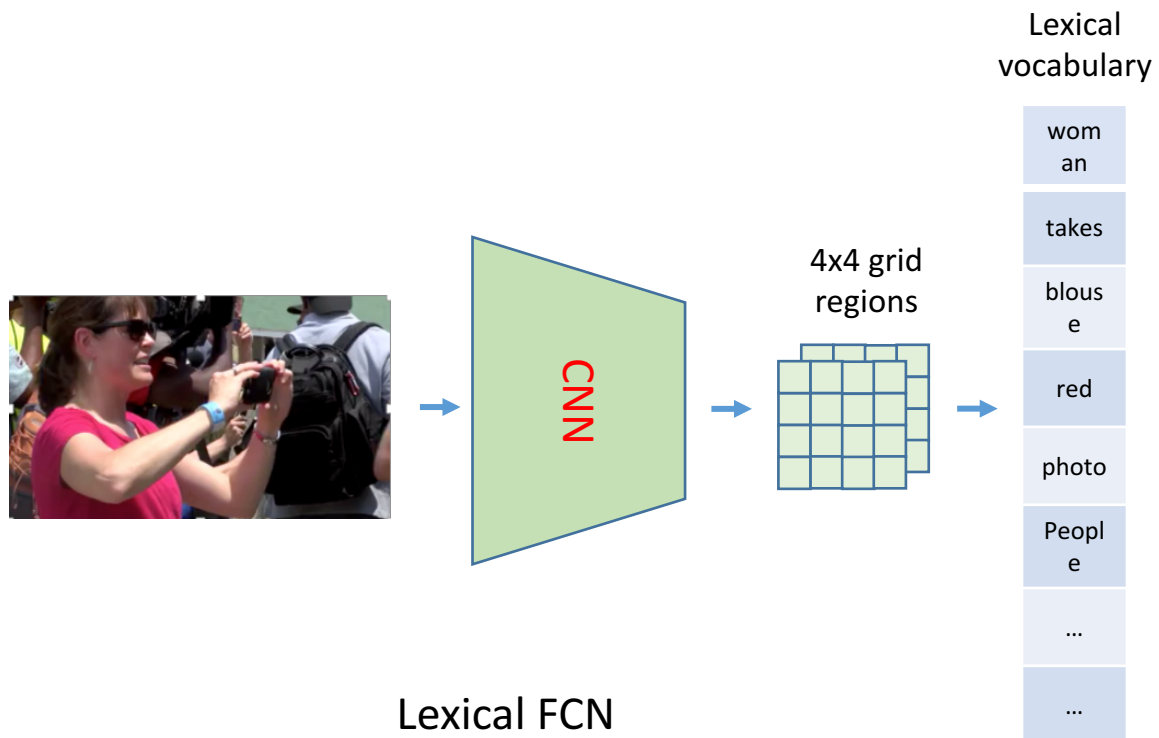 Lexical
vocabulary
wom
an
takes
blous
e
red
photo
Peopl
e
...
...
4x4 grid
regions
CNN
Lexical FCN